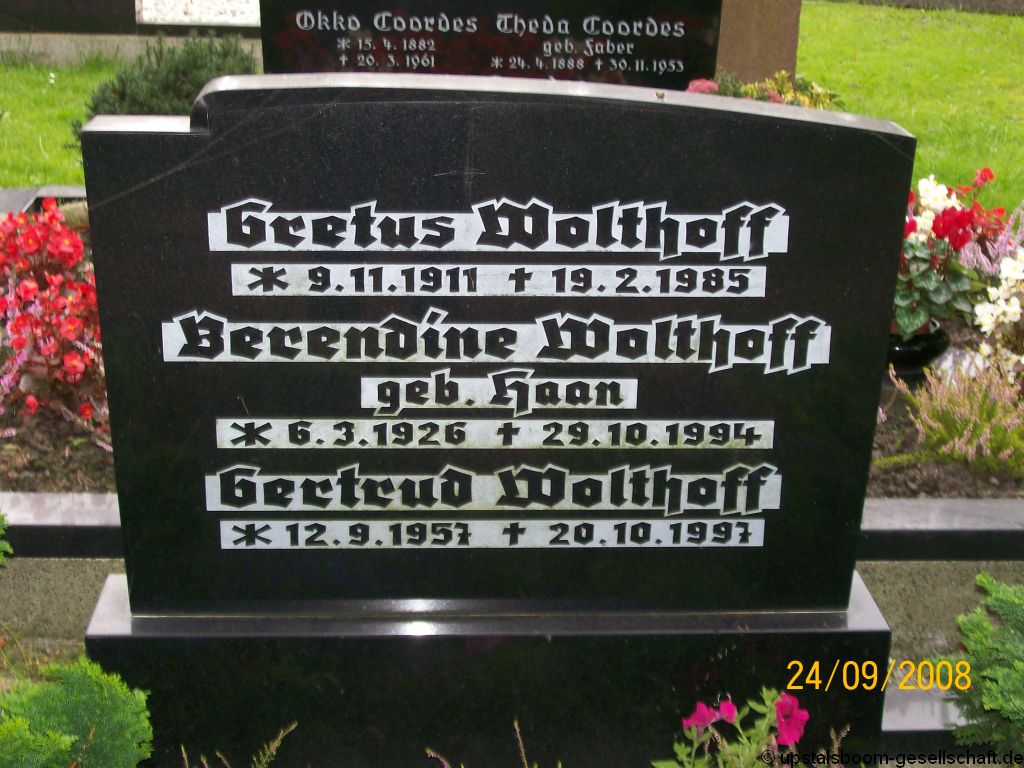 Okko Coordes Theda Coordes
* 15. 4. 1882 geb. Faber
† 20. 3. 1961 * 24. 4. 1888 † 30. 11. 1953
Gretus Wolthoff
* 9.11.1911 † 19.2.1985
Berendine Wolthoff
geb. Haan
* 6.3.1926 † 29.10.1994
Gertrud Wolthoff
* 12.9.1957 † 20.10.1997
24/09/2008
© upstalsboom-gesellschaft.de